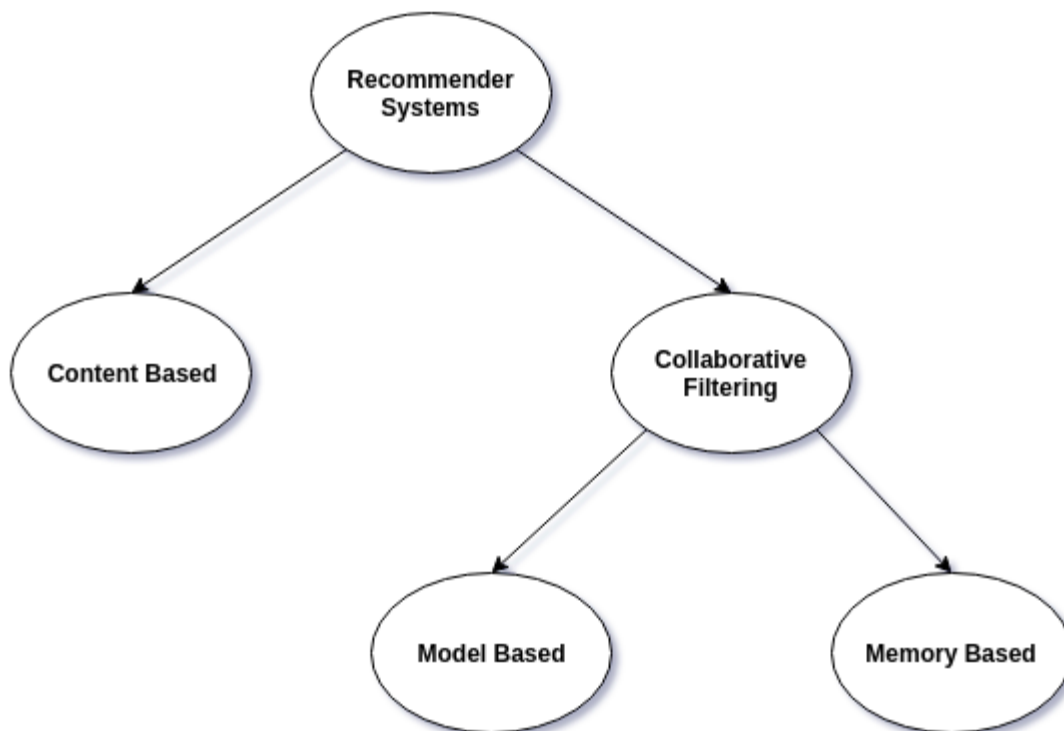 Recommender
Systems
Content Based
Collaborative
Filtering
Model Based
Memory Based